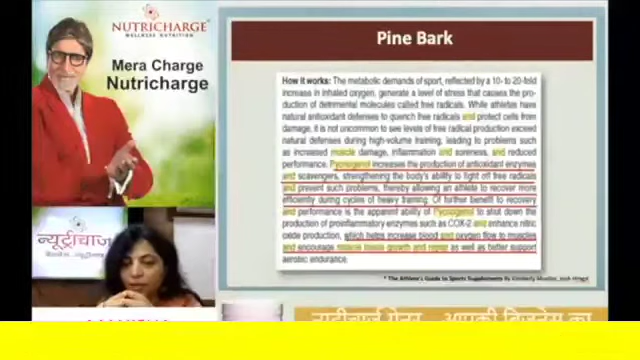 NUTRICHARGE
WELLNESS NUTRITION
Mera Charge
Nutricharge
न्यूट्रीचार्ज
Pine Bark
How it works: The metabolic demands of sport, reflected by a 10- to 20-fold
increase in inhaled oxygen, generate a level of stress that causes the pro-
duction of detrimental molecules called free radicals. While athletes have
natural antioxidant defenses to quench free radicals and protect cells from
damage, it is not uncommon to see levels of free radical production exceed
natural defenses during high-volume training, leading to problems such
as increased muscle damage, inflammation and soreness, and reduced
performance. Pycnogenol increases the production of antioxidant enzymes
and scavengers, strengthening the body's ability to fight off free radicals
and prevent such problems, thereby allowing an athlete to recover more
efficiently during cycles of heavy training. Of further benefit to recovery
and performance is the apparent ability of Pycnogenol to shut down the
production of proinflammatory enzymes such as COX-2 and enhance nitric
oxide production, which helps increase blood and oxygen flow to muscles
and encourage muscle tissue growth and repair as well as better support
aerobic endurance.
* The Athlete's Guide to Sports Supplements By Kimberly Mueller, Josh Hingst